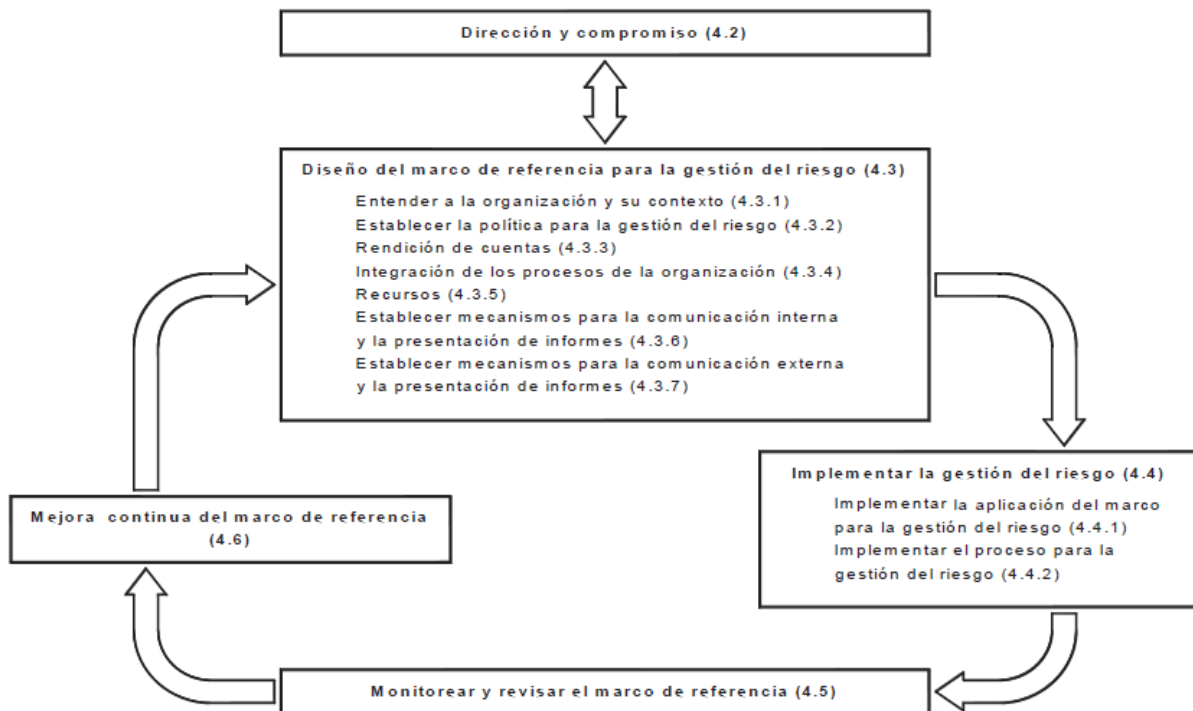 Dirección y compromiso (4.2)
Diseño del marco de referencia para la gestión del riesgo (4.3)
Entender a la organización y su contexto (4.3.1)
Establecer la política para la gestión del riesgo (4.3.2)
Rendición de cuentas (4.3.3)
Integración de los procesos de la organización (4.3.4)
Recursos (4.3.5)
Establecer mecanismos para la comunicación interna
y la presentación de informes (4.3.6)
Establecer mecanismos para la comunicación externa
y la presentación de informes (4.3.7)
Implementar la gestión del riesgo (4.4)
Implementar la aplicación del marco
para la gestión del riesgo (4.4.1)
Implementar el proceso para la
gestión del riesgo (4.4.2)
Mejora continua del marco de referencia
(4.6)
Monitorear y revisar el marco de referencia (4.5)